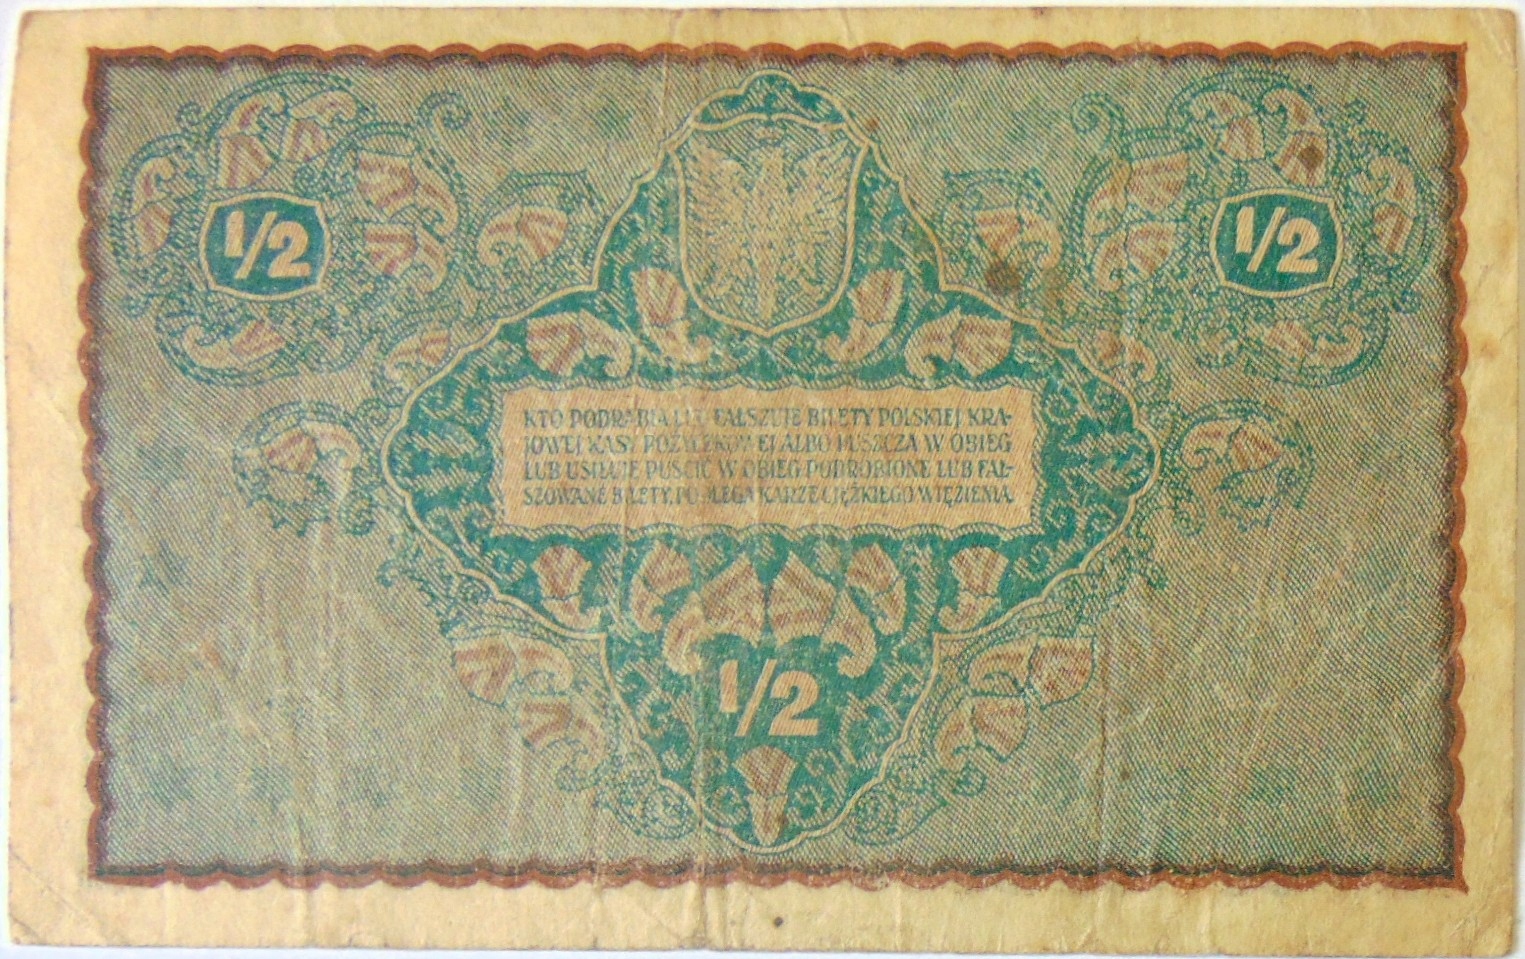 1/2
1/2
KTO PODRABIA LUB FAŁSZUJE BILETY POLSKIEJ KRA-
JOWEJ KASY POŻYCZKOWEJ ALBO PUSZCZA W OBIEG
LUB USIŁUJE PUŚCIĆ W OBIEG PODROBIONE LUB FAŁ-
SZOWANE BILETY, PODLEGA KARZE CIĘŻKIEGO WIĘZIENIA.
1/2